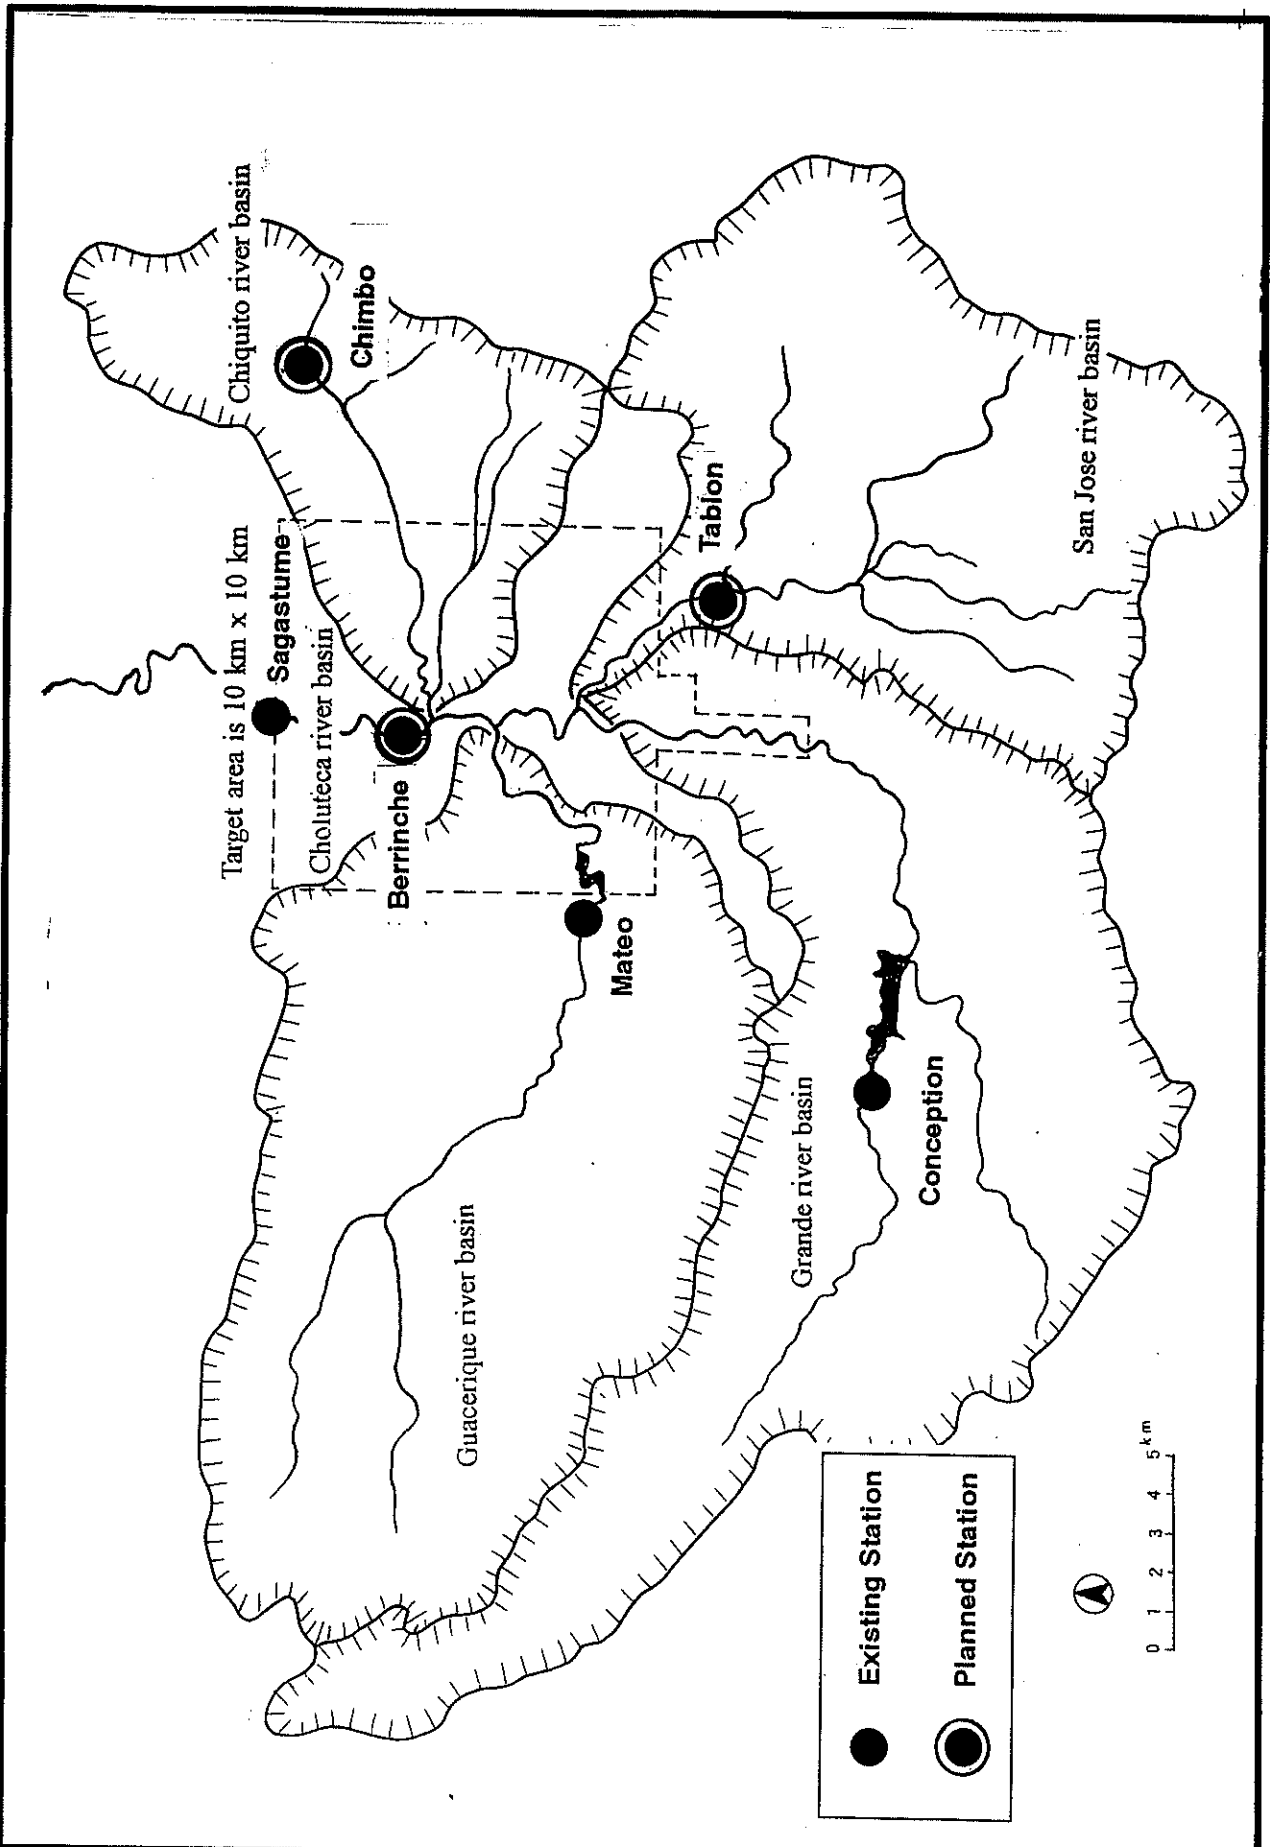 Target area is 10 km x 10 km
Chiquito river basin
Sagastume
Choluteca river basin
Chimbo
Berrinche
Guacerique river basin
Mateo
Tablon
Grande river basin
Conception
San Jose river basin
Existing Station
Planned Station
0 1 2 3 4 5 km